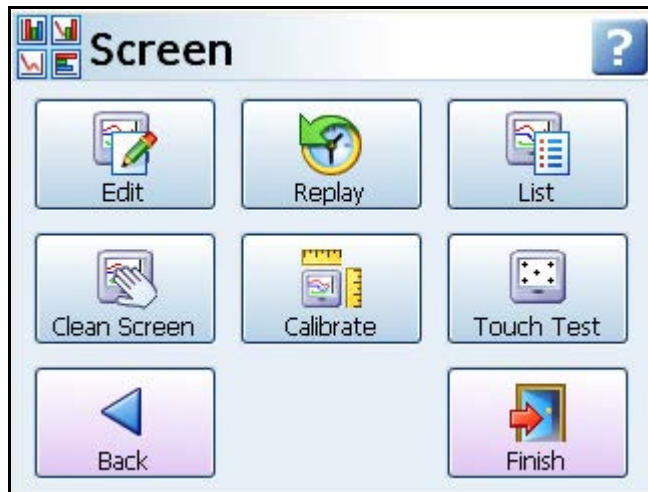 Screen
?
Edit
Replay
List
Clean Screen
Calibrate
Touch Test
Back
Finish